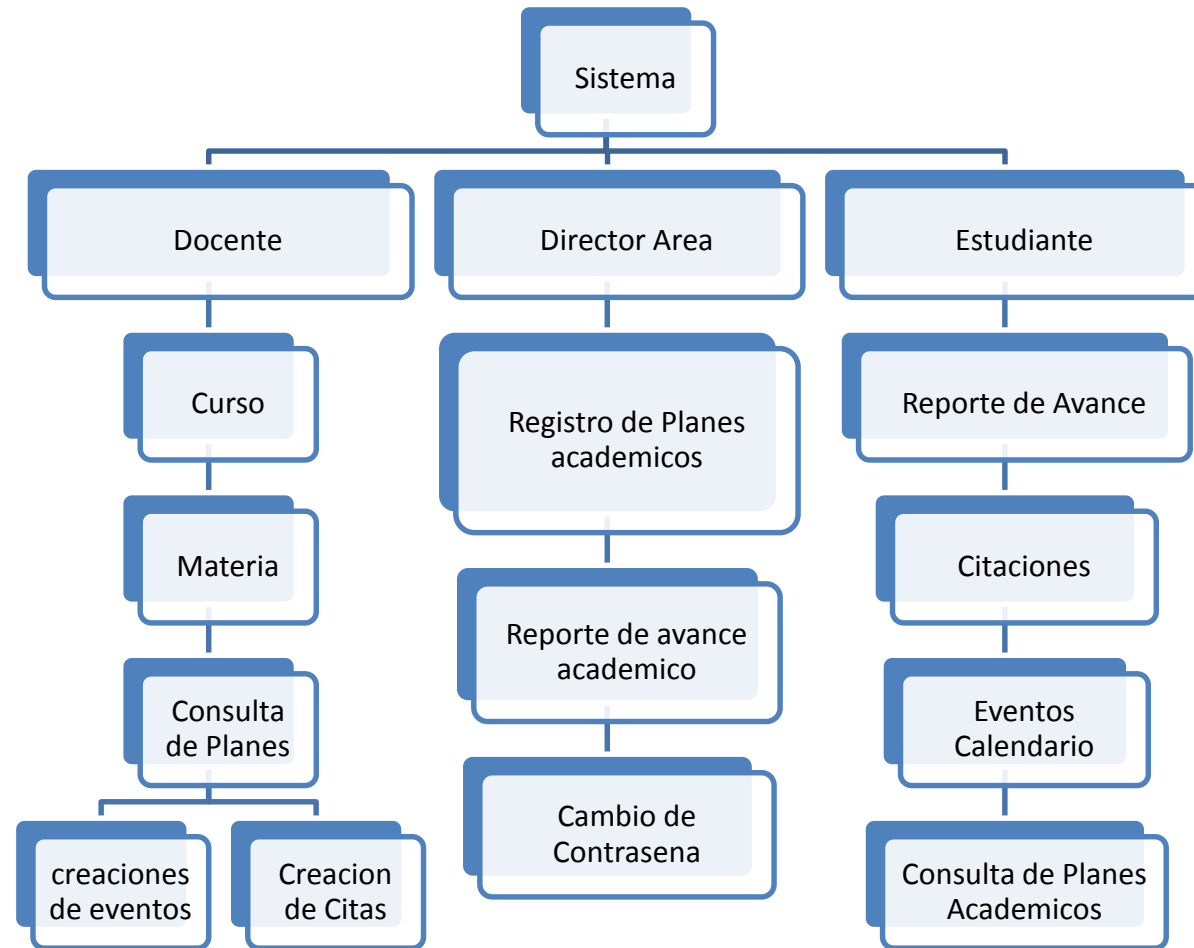 Sistema
Docente
Director Area
Estudiante
Curso
Materia
Consulta
de Planes
creaciones
de eventos
Creacion
de Citas
Registro de Planes
academicos
Reporte de avance
academico
Cambio de
Contrasena
Reporte de Avance
Citaciones
Eventos
Calendario
Consulta de Planes
Academicos